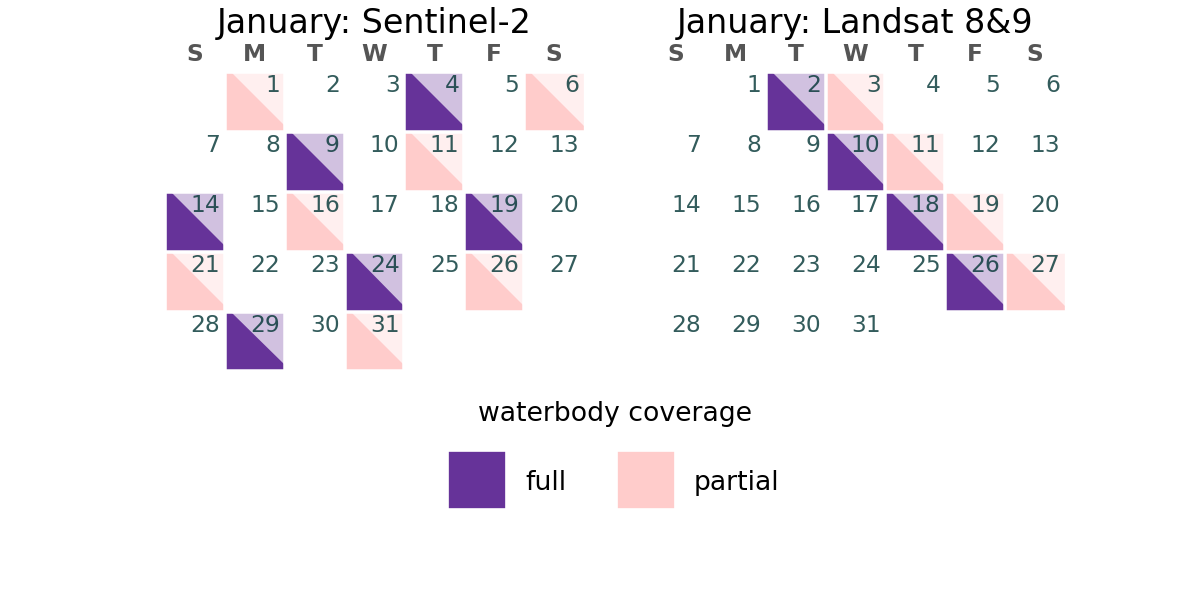 January: Sentinel-2
S M T W T F S
1 2 3 4 5 6
7 8 9 10 11 12 13
14 15 16 17 18 19 20
21 22 23 24 25 26 27
28 29 30 31
January: Landsat 8&9
S M T W T F S
1 2 3 4 5 6
7 8 9 10 11 12 13
14 15 16 17 18 19 20
21 22 23 24 25 26 27
28 29 30 31
waterbody coverage
full partial